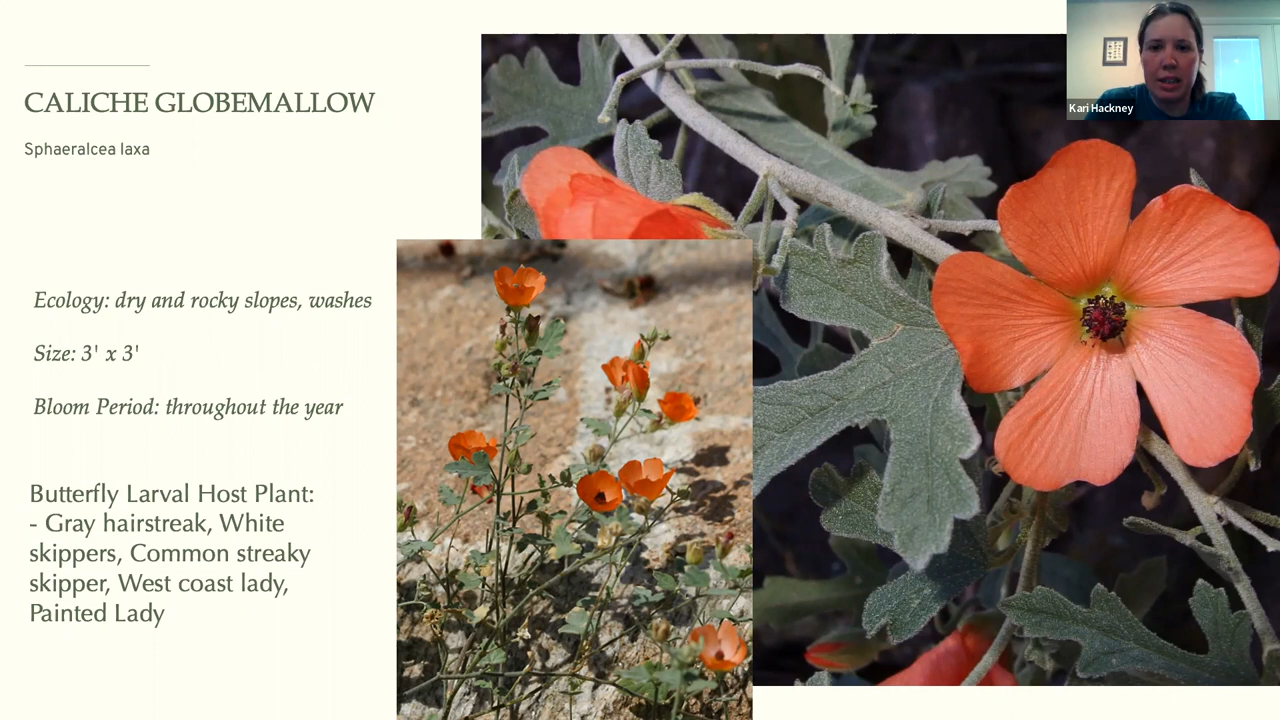 CALICHE GLOBEMALLOW
Sphaeralcea laxa
Ecology: dry and rocky slopes, washes
Size: 3' x 3'
Bloom Period: throughout the year
Butterfly Larval Host Plant:
- Gray hairstreak, White
skippers, Common streaky
skipper, West coast lady,
Painted Lady
Kari Hackney